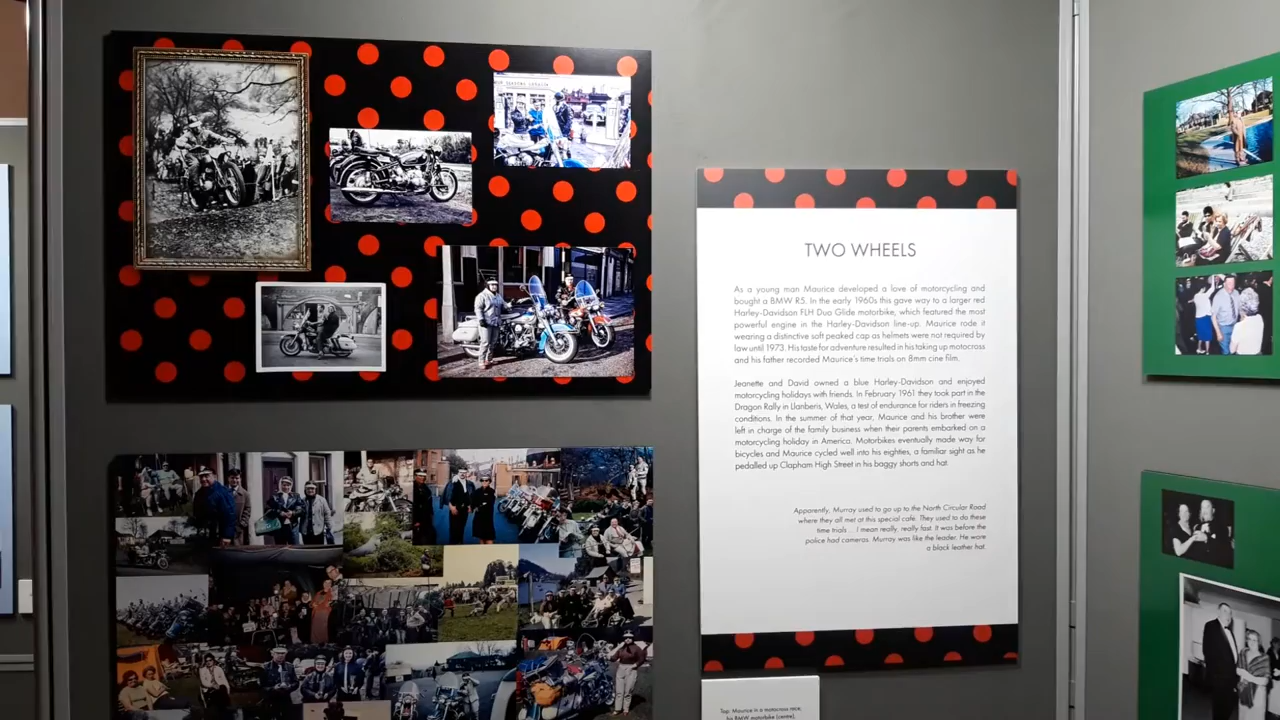 TWO WHEELS
As a young man Maurice developed a love of motorcycling and
bought a BMW R5. In the early 1960s this gave way to a larger red
Harley-Davidson FLH Duo Glide motorbike, which featured the most
powerful engine in the Harley-Davidson line-up. Maurice rode it
wearing a distinctive soft peaked cap as helmets were not required by
law until 1973. His taste for adventure resulted in his taking up motocross
and his father recorded Maurice's time trials on 8mm cine film.
Jeanette and David owned a blue Harley-Davidson and enjoyed
motorcycling holidays with friends. In February 1961 they took part in the
Dragon Rally in Llanberis, Wales, a test of endurance for riders in freezing
conditions. In the summer of that year, Maurice and his brother were
left in charge of the family business when their parents embarked on a
motorcycling holiday in America. Motorbikes eventually made way for
bicycles and Maurice cycled well into his eighties, a familiar sight as he
pedalled up Clapham High Street in his baggy shorts and hat.
Apparently, Murray used to go up to the North Circular Road
where they all met at this special café. They used to do these
time trials ... I mean really, really fast. It was before the
police had cameras. Murray was like the leader. He wore
a black leather hat.
Top: Maurice in a motocross race,
his BMW motorbike (centre),